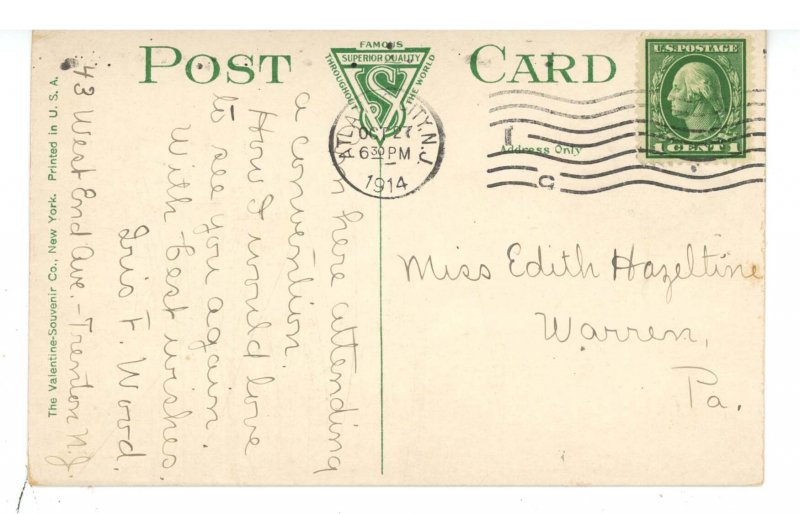 POST CARD
FAMOUS
SUPERIOR QUALITY
THROUGHOUT THE WORLD
VS
U.S. POSTAGE
1 CENT 1
ATLANTIC CITY, N.J.
OCT 27
6 30 PM
1914
Address Only
here attending
a convention.
How I would love
to see you again.
With best wishes
Iris F. Wood.
43 West End Ave. - Trenton N.J.
Miss Edith Hazeltine
Warren,
Pa.
The Valentine-Souvenir Co., New York. Printed in U. S. A.